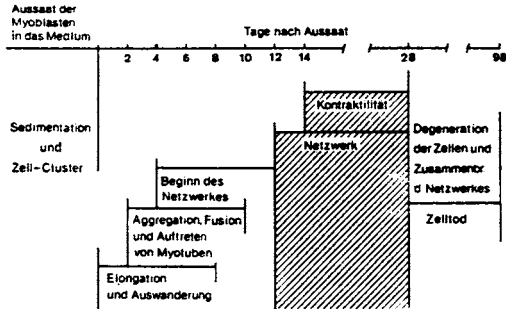 Aussaat der
Myoblasten
in das Medium
Tage nach Aussaat
2 4 6 8 10 12 14 28 98
Kontraktilität
Sedimentation
und
Zell-Cluster
Netzwerk
Degeneration
der Zellen und
Zusammenbr.
d Netzwerkes
Beginn des
Netzwerkes
Zelltod
Aggregation, Fusion
und Auftreten
von Myotuben
Elongation
und Auswanderung